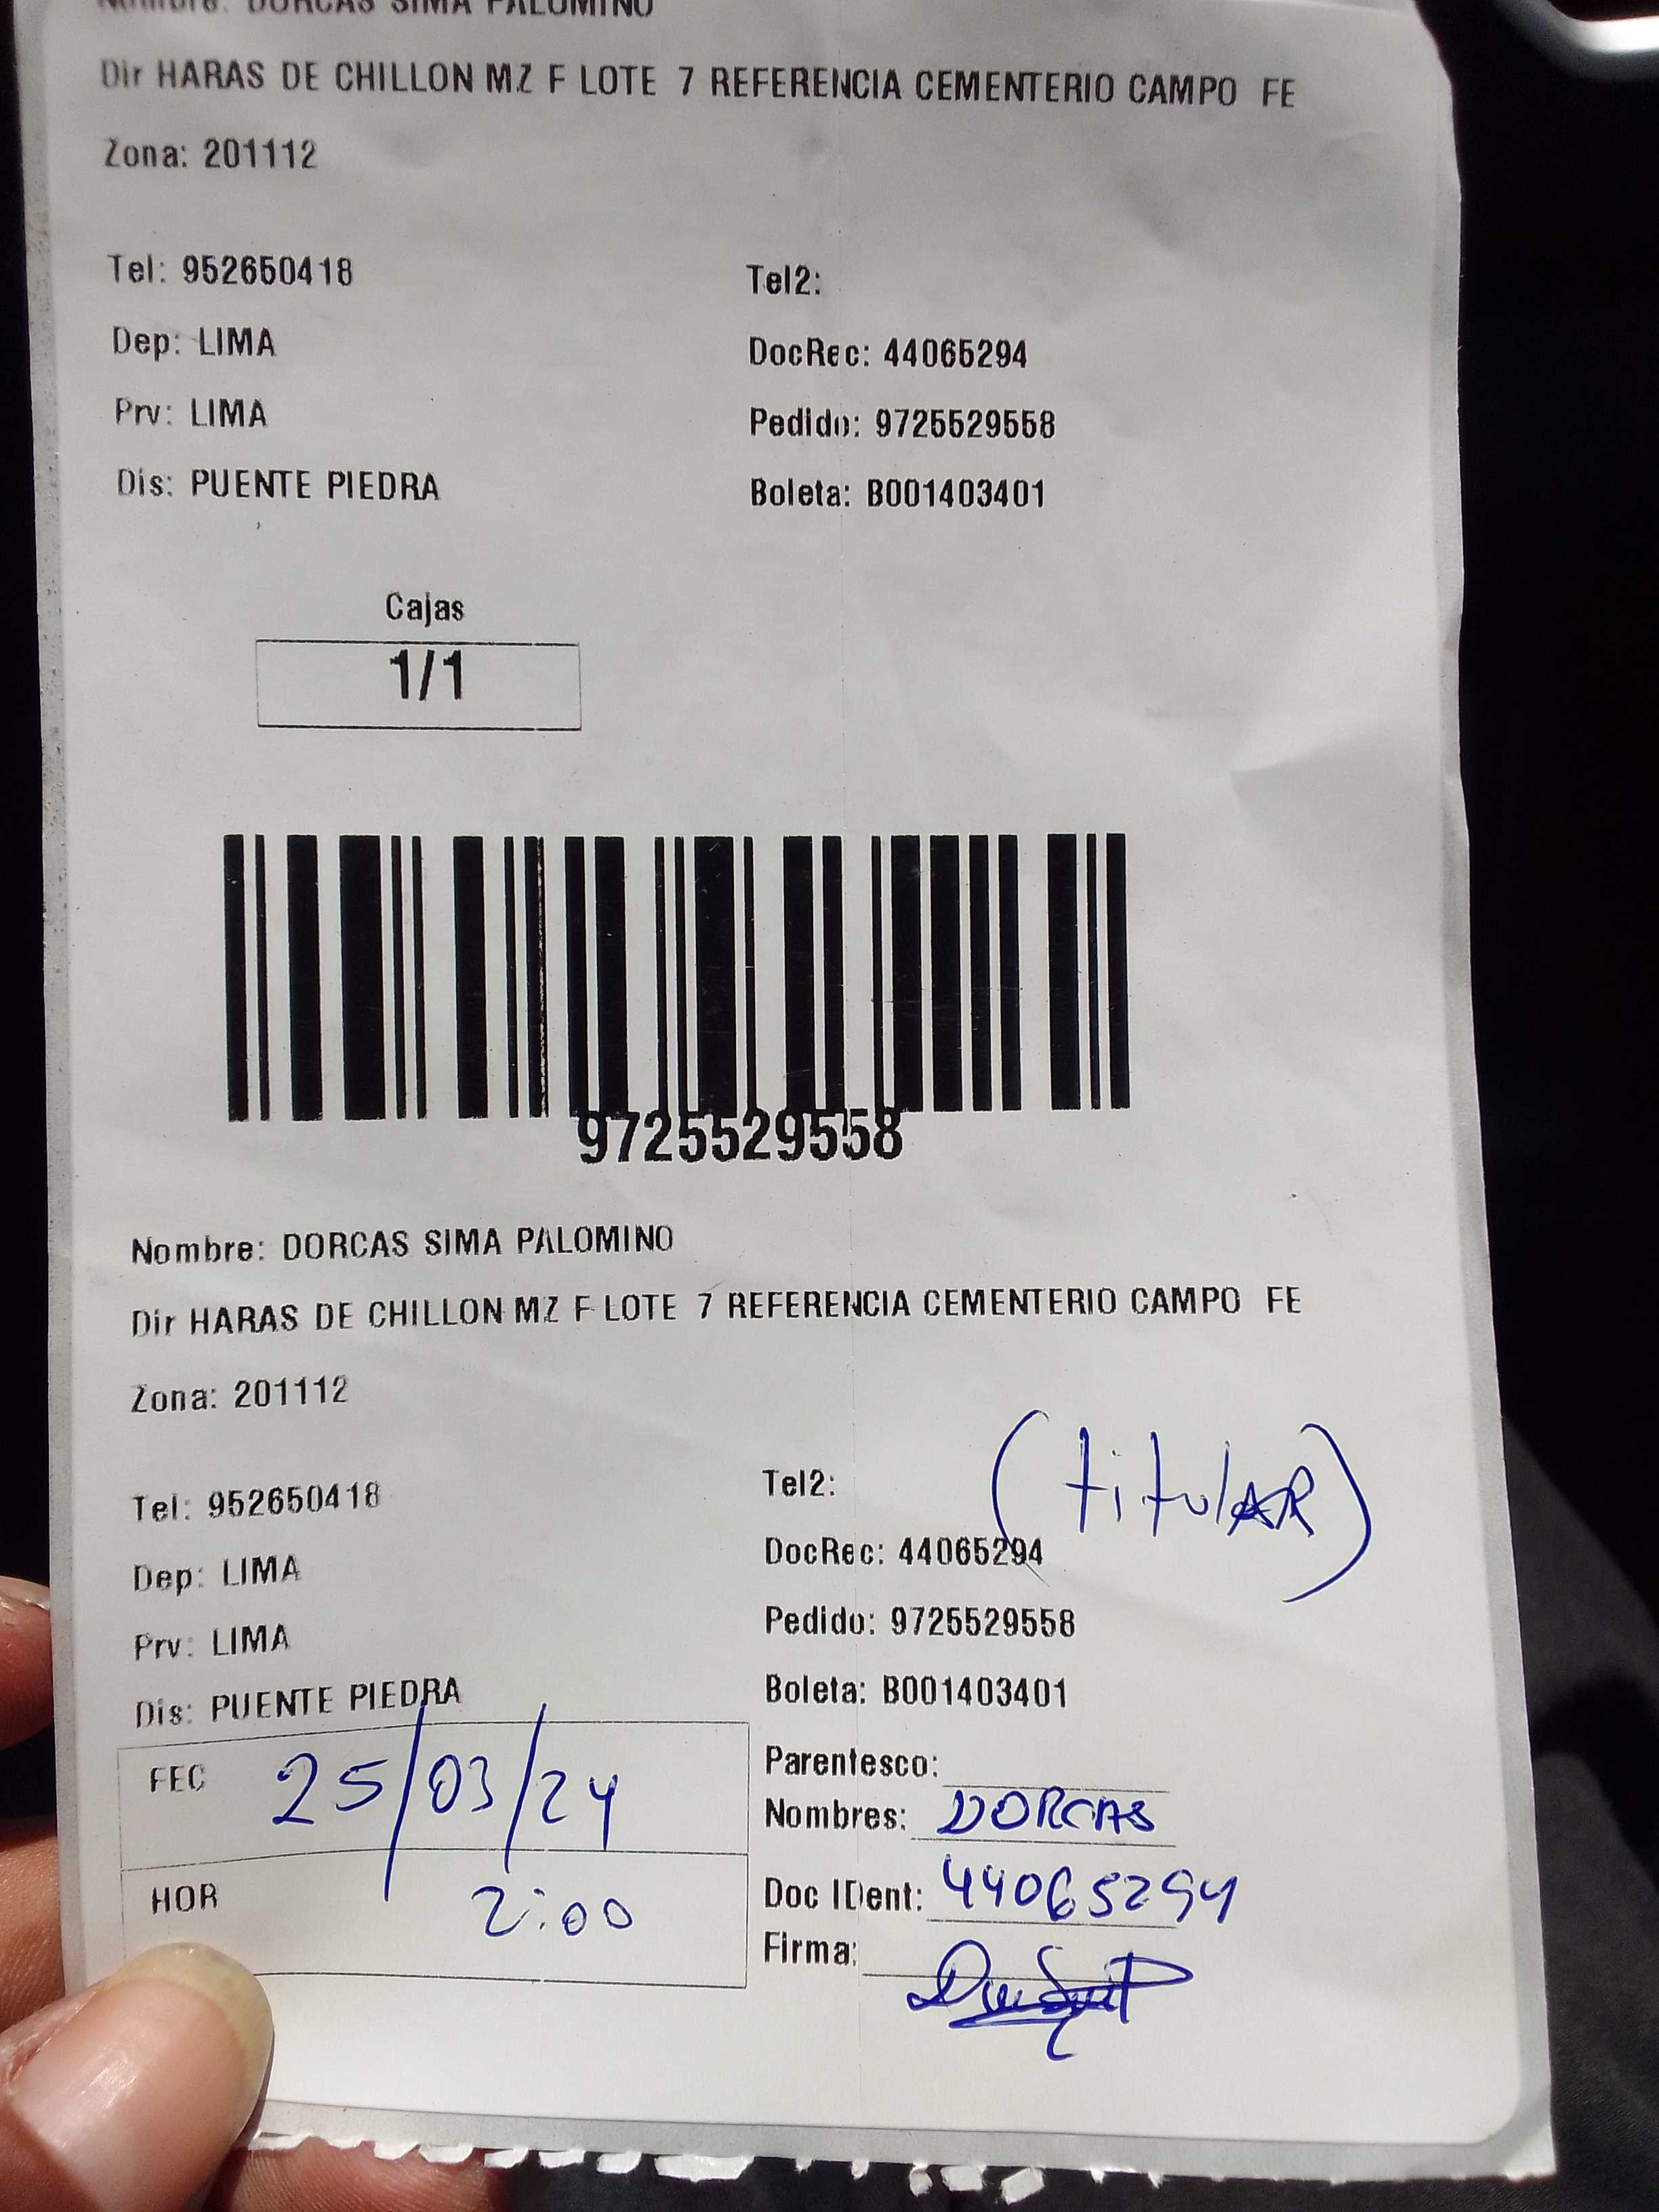 Nombre: DORCAS SIMA PALOMINO
Dir HARAS DE CHILLON MZ F LOTE 7 REFERENCIA CEMENTERIO CAMPO FE
Zona: 201112
Tel: 952650418 Tel2:
Dep: LIMA DocRec: 44065294
Prv: LIMA Pedido: 9725529558
Dis: PUENTE PIEDRA Boleta: B001403401
Cajas
1/1
9725529558
Nombre: DORCAS SIMA PALOMINO
Dir HARAS DE CHILLON MZ F LOTE 7 REFERENCIA CEMENTERIO CAMPO FE
Zona: 201112
(titulAR)
Tel: 952650418 Tel2:
Dep: LIMA DocRec: 44065294
Prv: LIMA Pedido: 9725529558
Dis: PUENTE PIEDRA Boleta: B001403401
FEC 25/03/24 Parentesco:
Nombres: DORCAS
HOR 2:00 Doc IDent: 44065294
Firma: